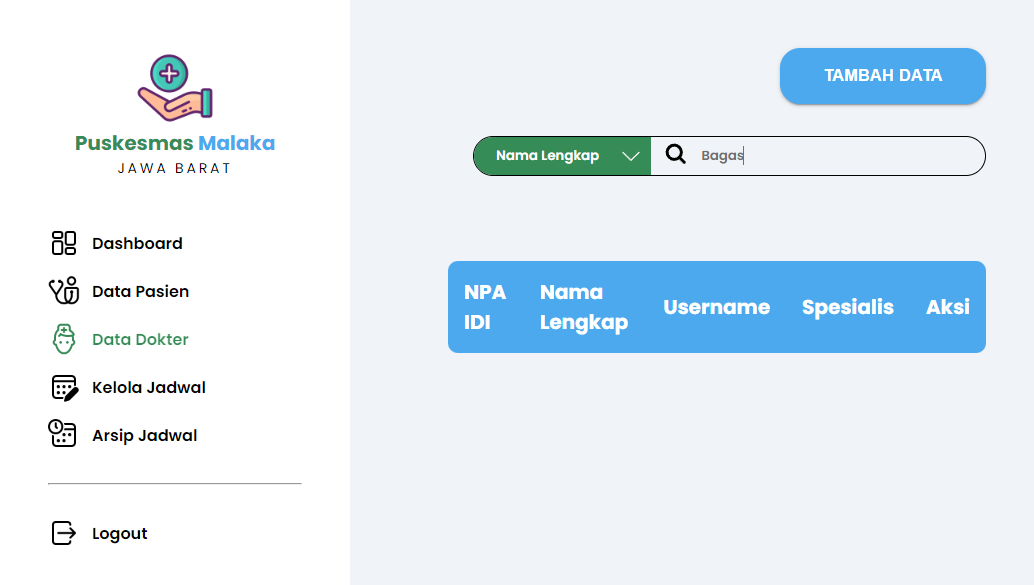 Puskesmas Malaka
JAWA BARAT
Dashboard
Data Pasien
Data Dokter
Kelola Jadwal
Arsip Jadwal
Logout
TAMBAH DATA
Nama Lengkap
Bagas
NPA IDI
Nama Lengkap
Username
Spesialis
Aksi